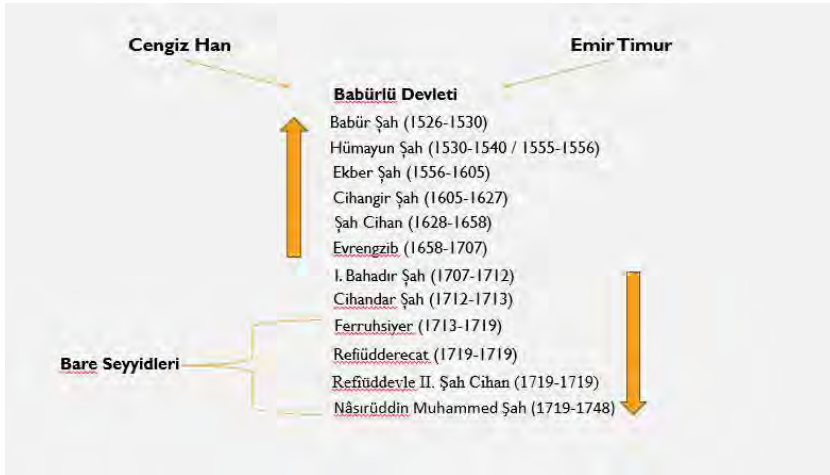 Cengiz Han
Emir Timur
Babürlü Devleti
Babür Şah (1526-1530)
Hümayun Şah (1530-1540 / 1555-1556)
Ekber Şah (1556-1605)
Cihangir Şah (1605-1627)
Şah Cihan (1628-1658)
Evrengzib (1658-1707)
I. Bahadır Şah (1707-1712)
Cihandar Şah (1712-1713)
Ferruhsiyer (1713-1719)
Bare Seyyidleri
Refiüdderecat (1719-1719)
Refîüddevle II. Şah Cihan (1719-1719)
Nâsırüddin Muhammed Şah (1719-1748)